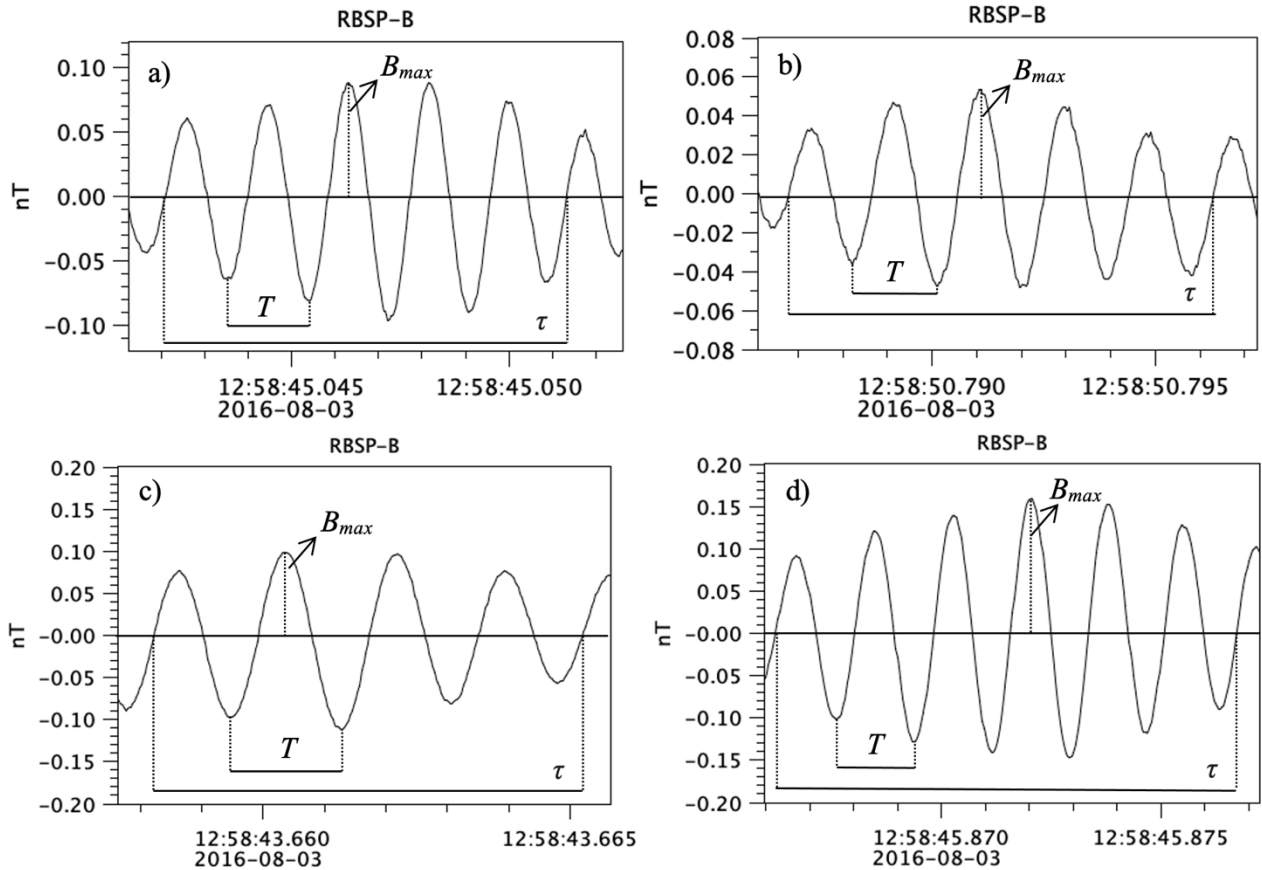 RBSP-B
a)
B_max
0.10
0.05
0.00
-0.05
-0.10
nT
T
τ
12:58:45.045
12:58:45.050
2016-08-03
RBSP-B
b)
B_max
0.08
0.06
0.04
0.02
0.00
-0.02
-0.04
-0.06
-0.08
nT
T
τ
12:58:50.790
12:58:50.795
2016-08-03
RBSP-B
c)
B_max
0.20
0.15
0.10
0.05
-0.00
-0.05
-0.10
-0.15
-0.20
nT
T
τ
12:58:43.660
12:58:43.665
2016-08-03
RBSP-B
d)
B_max
0.20
0.15
0.10
0.05
-0.00
-0.05
-0.10
-0.15
-0.20
nT
T
τ
12:58:45.870
12:58:45.875
2016-08-03